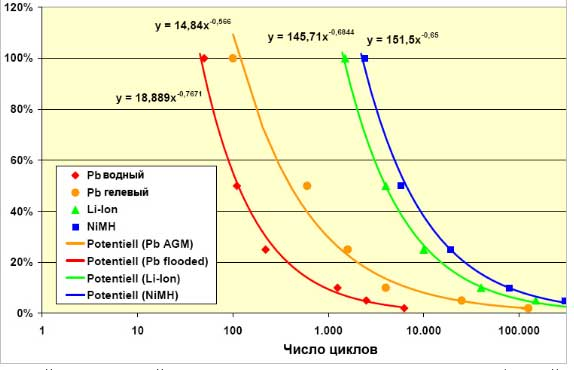 120%
y = 14,84x-0,566
y = 145,71x-0,6844
y = 151,5x-0,65
100%
y = 18,889x-0,7671
80%
60%
Pb водный
Pb гелевый
Li-Ion
NiMH
Potentiell (Pb AGM)
Potentiell (Pb flooded)
Potentiell (Li-Ion)
Potentiell (NiMH)
40%
20%
0%
1 10 100 1.000 10.000 100.000
Число циклов